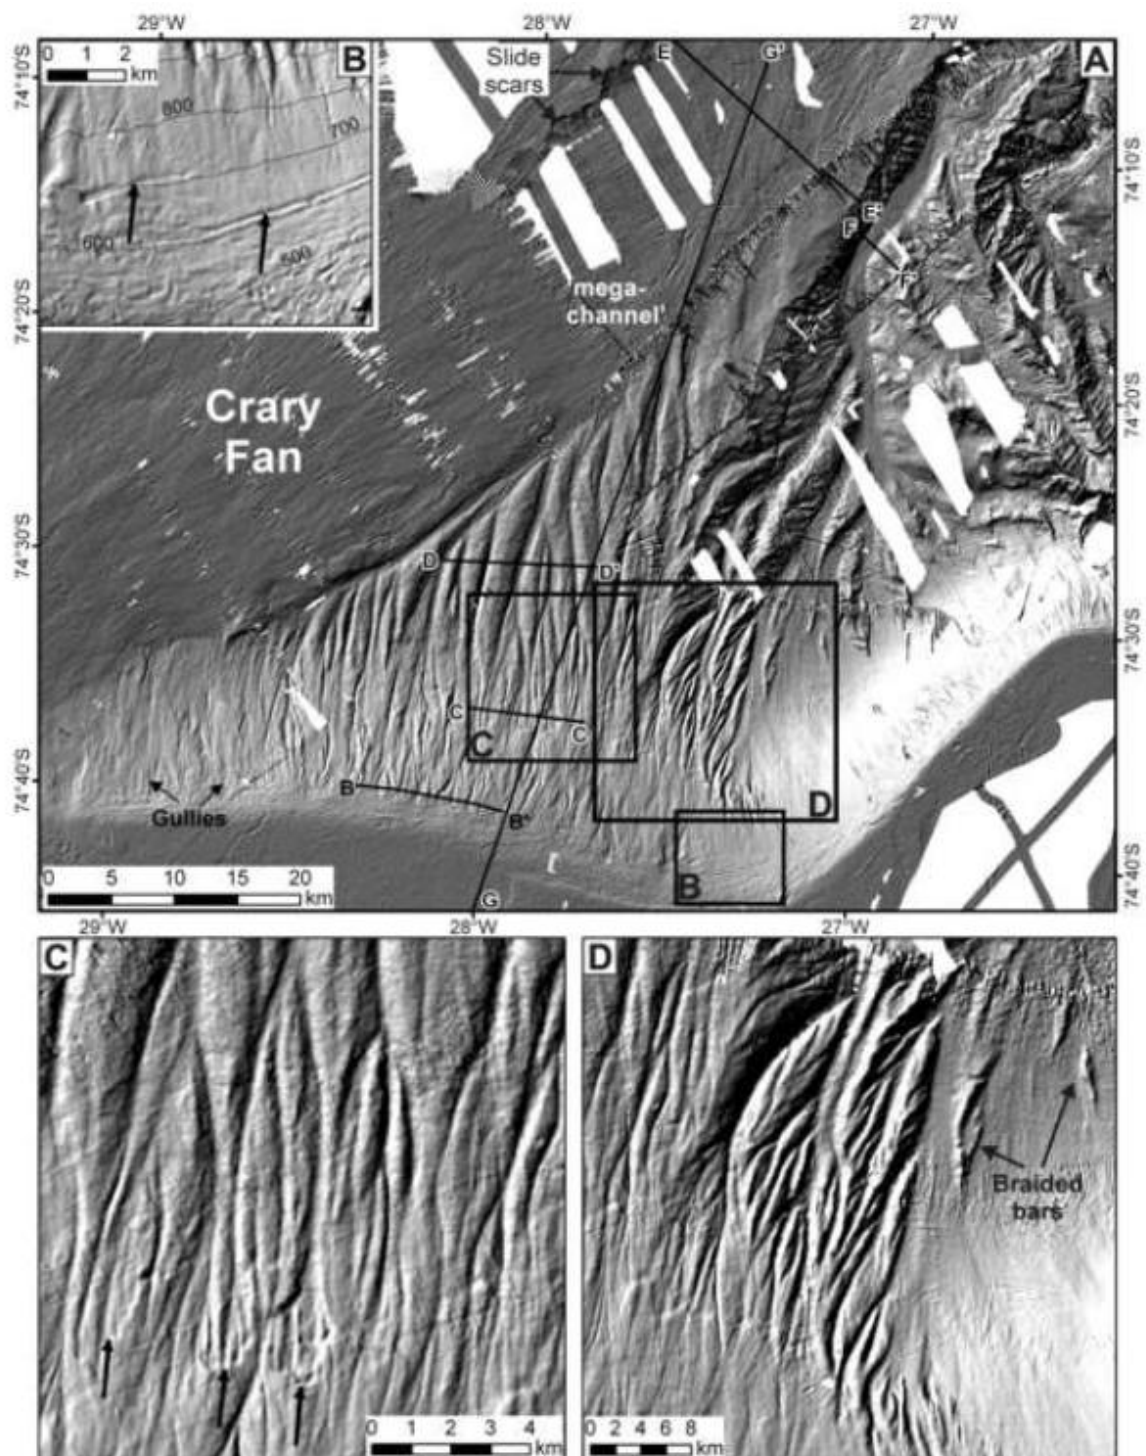 29°W
28°W
27°W
0 1 2
km
B
Slide
scars
E
G'
A
74°10'S
800
700
600
500
74°10'S
E'
F
F'
mega-
channel'
74°20'S
74°20'S
Crary
Fan
74°30'S
D
D'
74°30'S
C
C'
C
Gullies
B
B'
D
B
74°40'S
74°40'S
G
0 5 10 15 20
km
29°W
28°W
27°W
C
D
Braided
bars
0 1 2 3 4
km
0 2 4 6 8
km